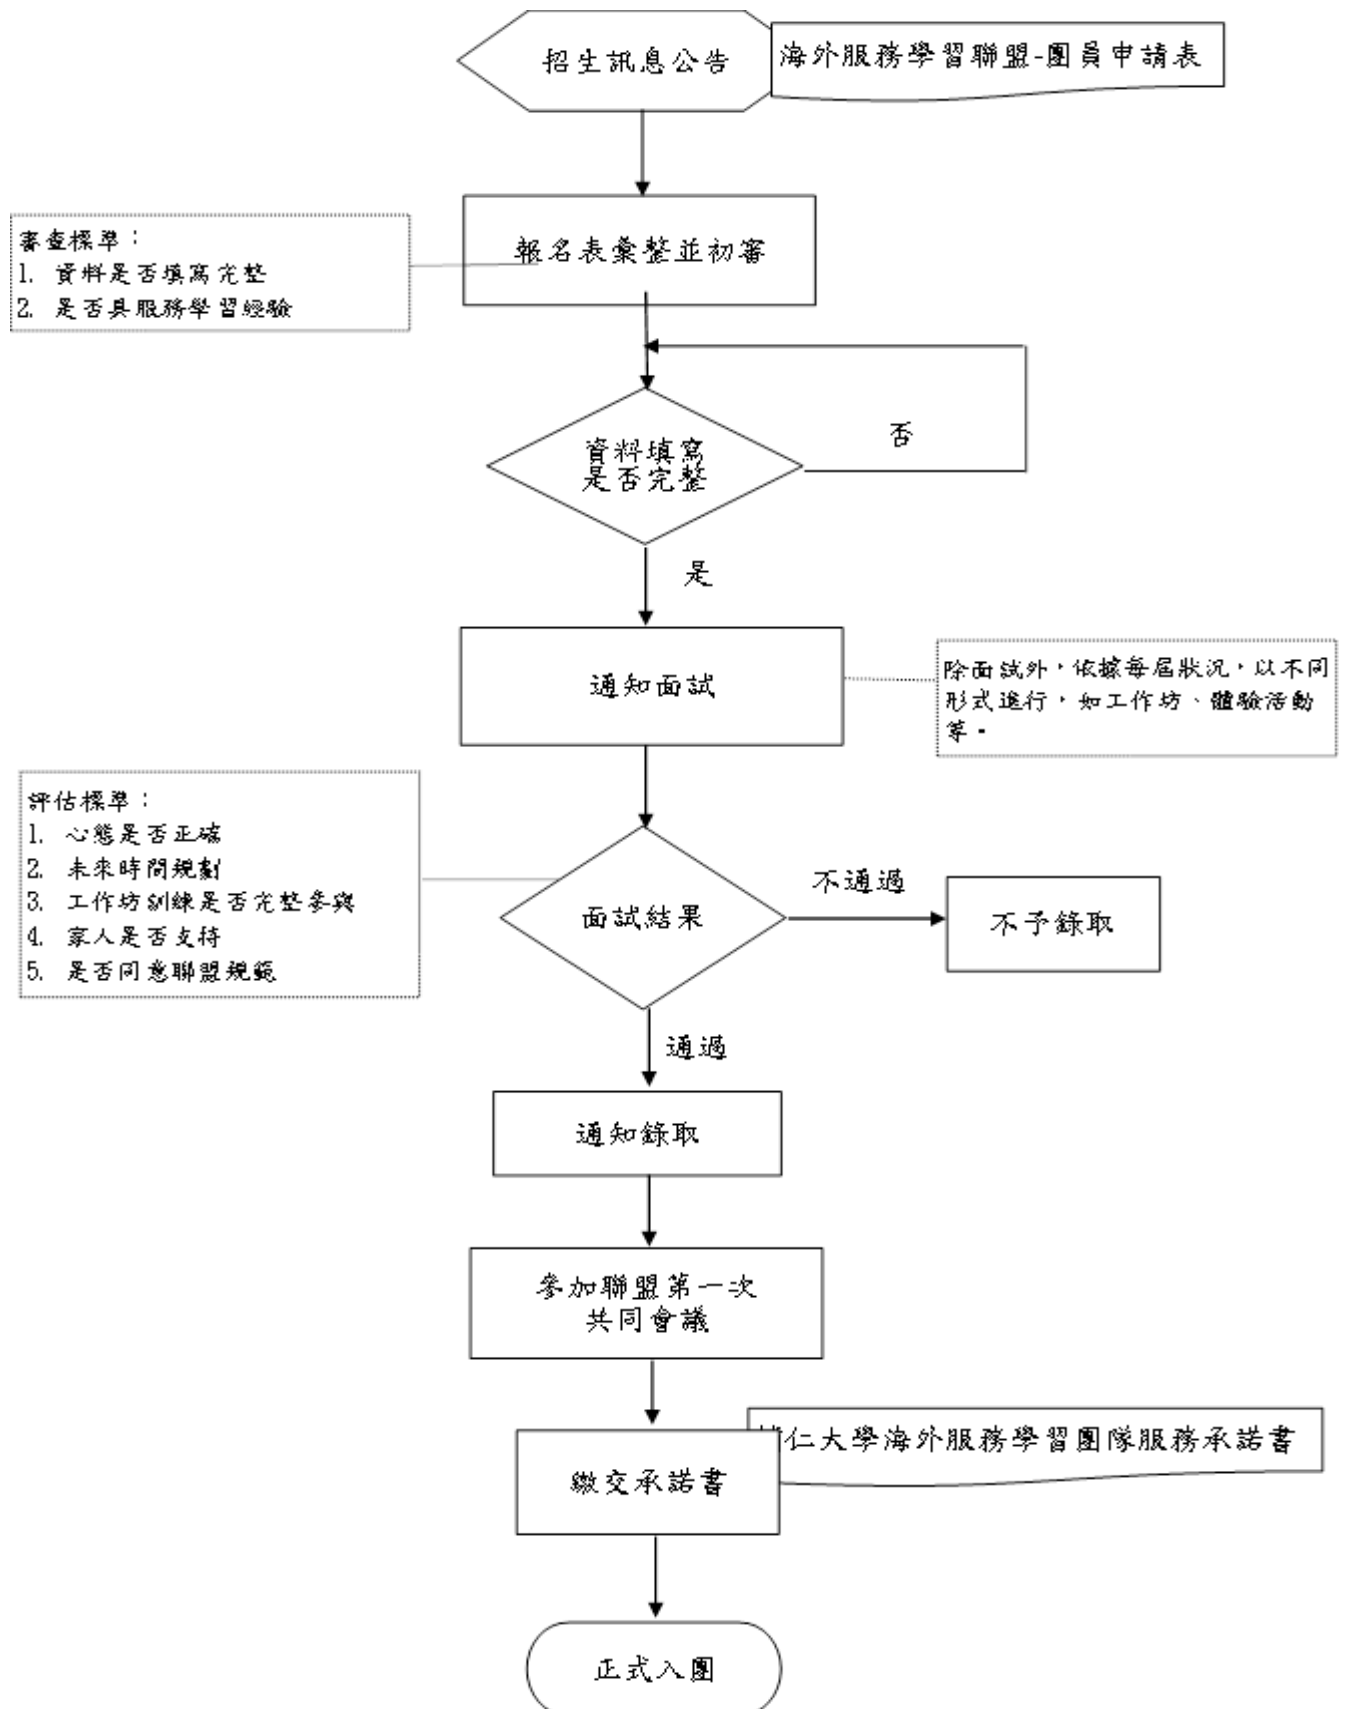 招生訊息公告
海外服務學習聯盟-團員申請表
報名表彙整並初審
審查標準：
1. 資料是否填寫完整
2. 是否具服務學習經驗
資料填寫
是否完整
否
是
通知面試
除面試外，依據每屆狀況，以不同
形式進行，如工作坊、體驗活動
等。
評估標準：
1. 心態是否正確
2. 未來時間規劃
3. 工作坊訓練是否完整參與
4. 家人是否支持
5. 是否同意聯盟規範
面試結果
不通過
不予錄取
通過
通知錄取
參加聯盟第一次
共同會議
仁大學海外服務學習團隊服務承諾書
繳交承諾書
正式入團